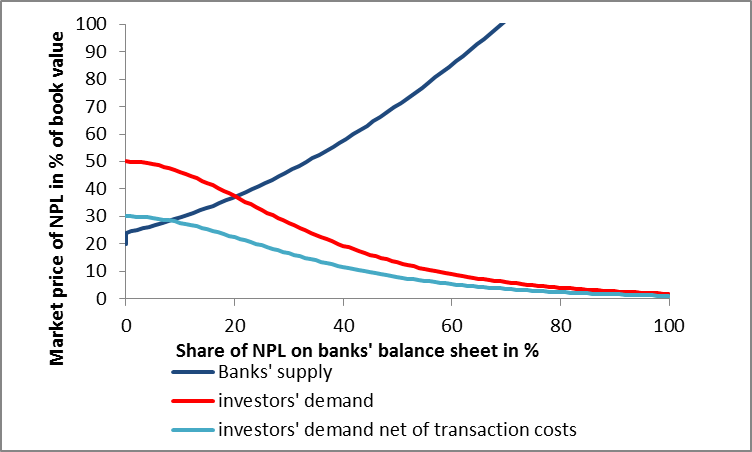 Market price of NPL in % of book value
100
90
80
70
60
50
40
30
20
10
0
0 20 40 60 80 100
Share of NPL on banks' balance sheet in %
Banks' supply
investors' demand
investors' demand net of transaction costs